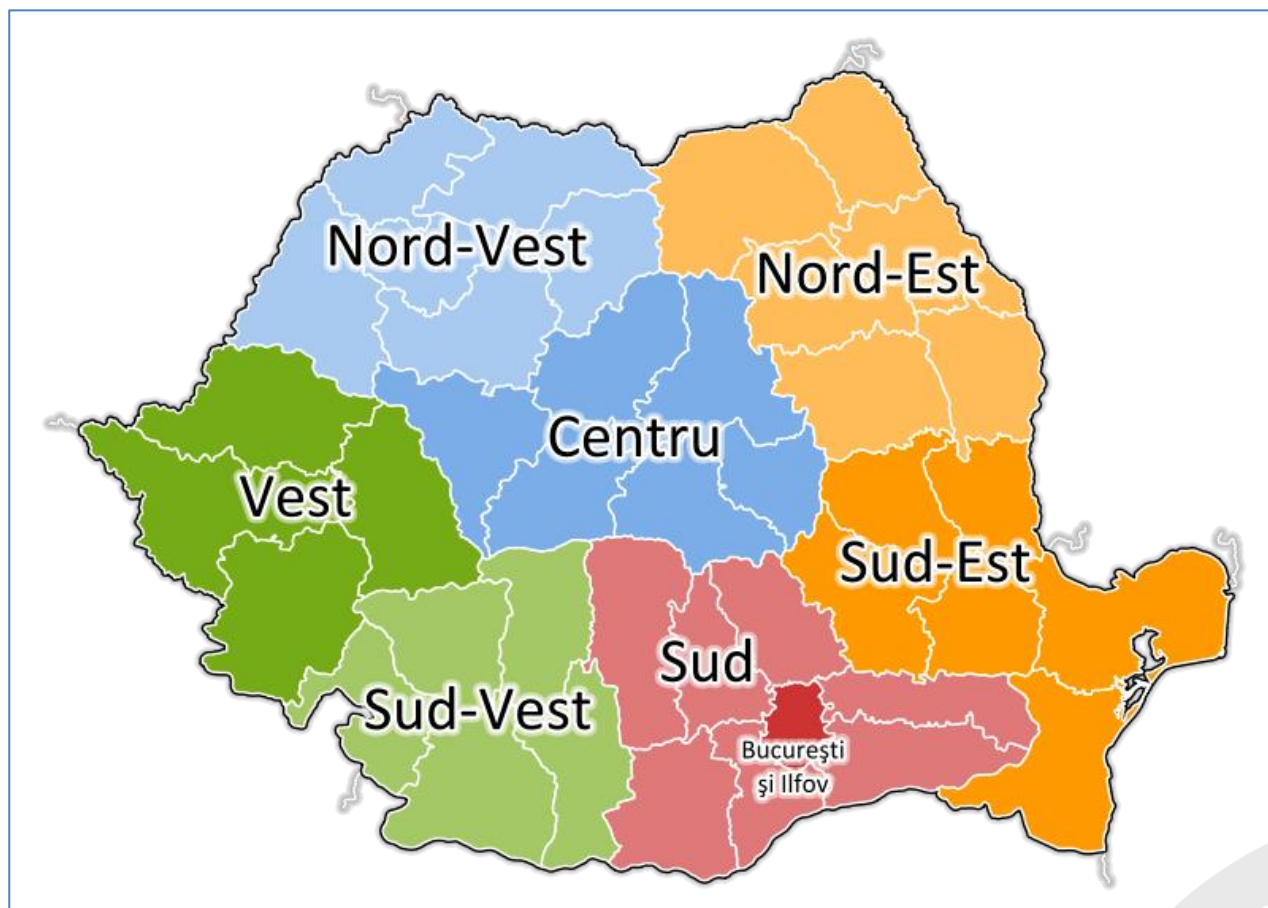 Nord-Vest
Nord-Est
Centru
Vest
Sud-Est
Sud
Sud-Vest
Bucureşti
şi Ilfov